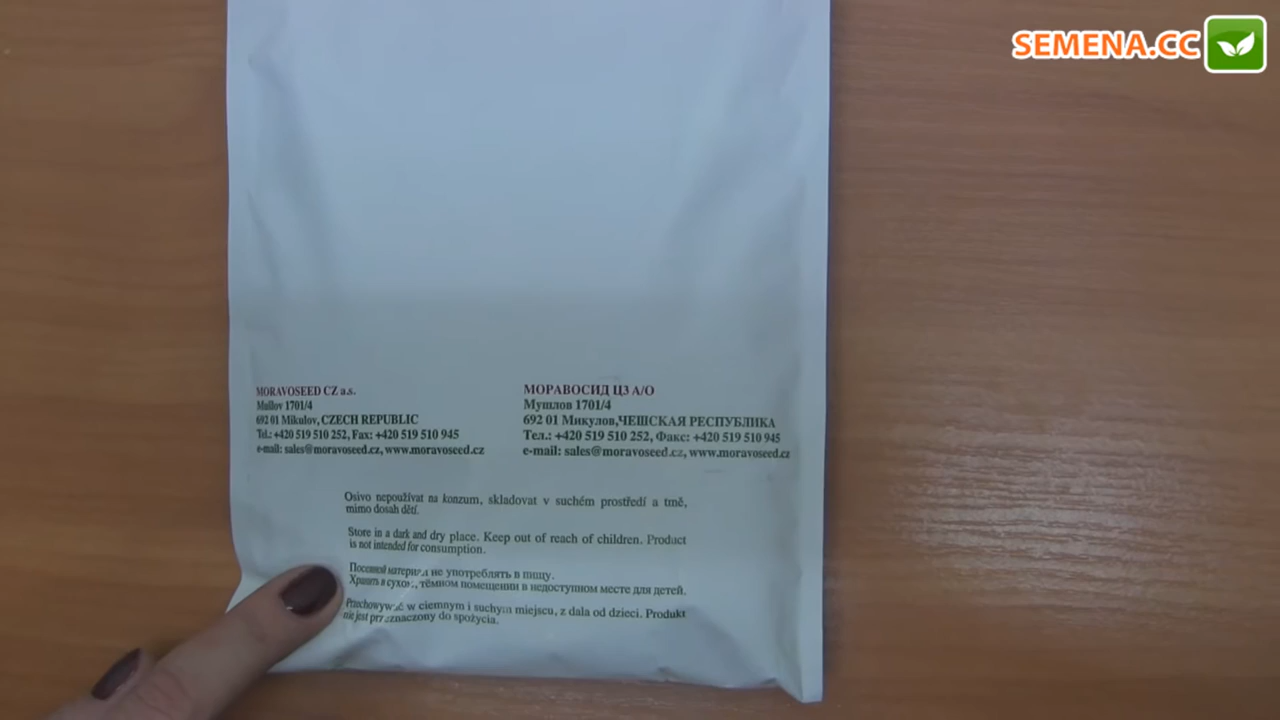 SEMENA.CC
MORAVOSEED CZ a.s.
Mušlov 1701/4
692 01 Mikulov, CZECH REPUBLIC
Tel.: +420 519 510 252, Fax: +420 519 510 945
e-mail: sales@moravoseed.cz, www.moravoseed.cz
МОРАВОСИД ЦЗ А/О
Мушлов 1701/4
692 01 Микулов,ЧЕШСКАЯ РЕСПУБЛИКА
Тел.: +420 519 510 252, Факс: +420 519 510 945
e-mail: sales@moravoseed.cz, www.moravoseed.cz
Osivo nepoužívat na konzum, skladovat v suchém prostředí a tmě,
mimo dosah dětí.
Store in a dark and dry place. Keep out of reach of children. Product
is not intended for consumption.
Посевной материал не употреблять в пищу.
Хранить в сухом, тёмном помещении в недоступном месте для детей.
Przechowywać w ciemnym i suchym miejscu, z dala od dzieci. Produkt
nie jest przeznaczony do spożycia.